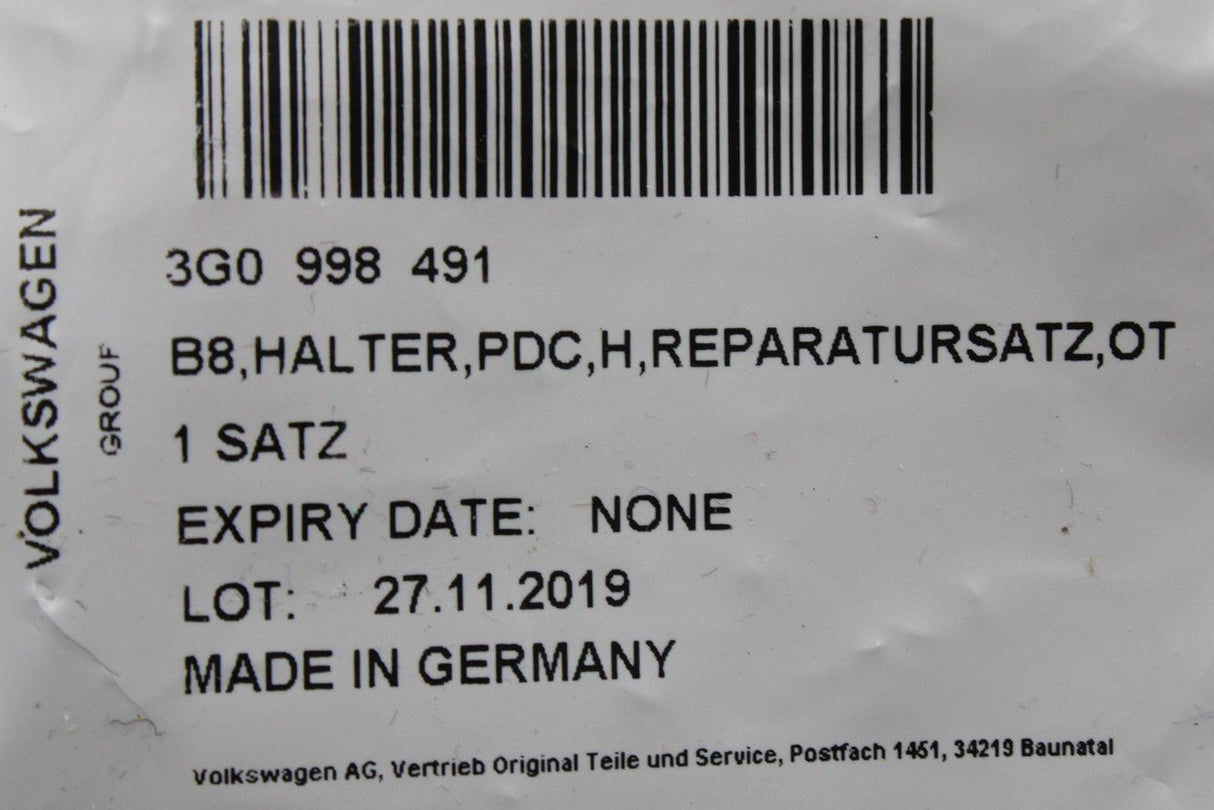 VOLKSWAGEN
GROUP
3G0 998 491
B8,HALTER,PDC,H,REPARATURSATZ,OT
1 SATZ
EXPIRY DATE: NONE
LOT: 27.11.2019
MADE IN GERMANY
Volkswagen AG, Vertrieb Original Teile und Service, Postfach 1451, 34219 Baunatal